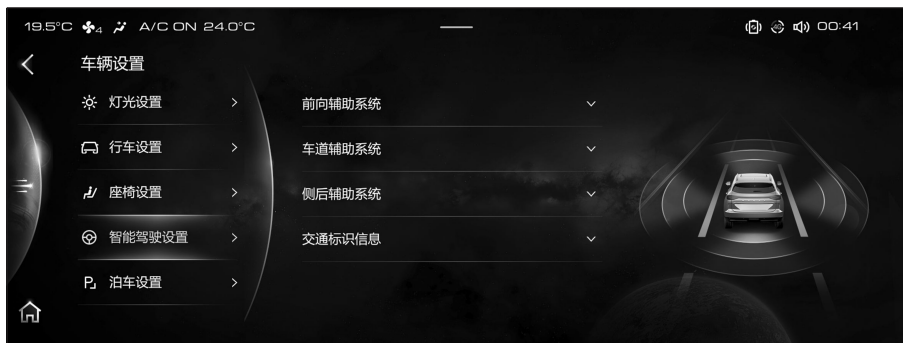 19.5°C 4 A/C ON 24.0°C 4G 00:41
车辆设置
灯光设置
行车设置
座椅设置
智能驾驶设置
泊车设置
前向辅助系统
车道辅助系统
侧后辅助系统
交通标识信息